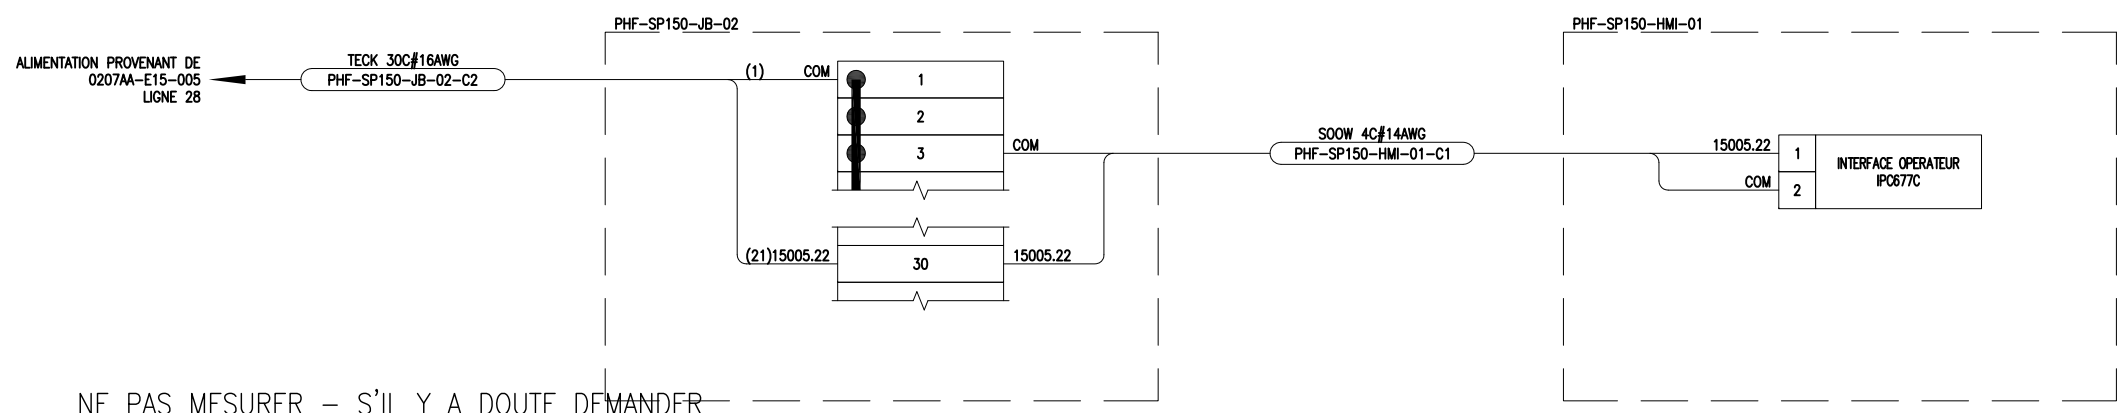 PHF-SP150-JB-02
PHF-SP150-HMI-01
ALIMENTATION PROVENANT DE
0207AA-E15-005
LIGNE 28
TECK 30C#16AWG
PHF-SP150-JB-02-C2
(1)
COM
1
2
3
COM
SOOW 4C#14AWG
PHF-SP150-HMI-01-C1
15005.22
1
COM
2
INTERFACE OPERATEUR
IPC677C
(21)15005.22
30
15005.22
NE PAS MESURER - S'IL Y A DOUTE DEMANDER